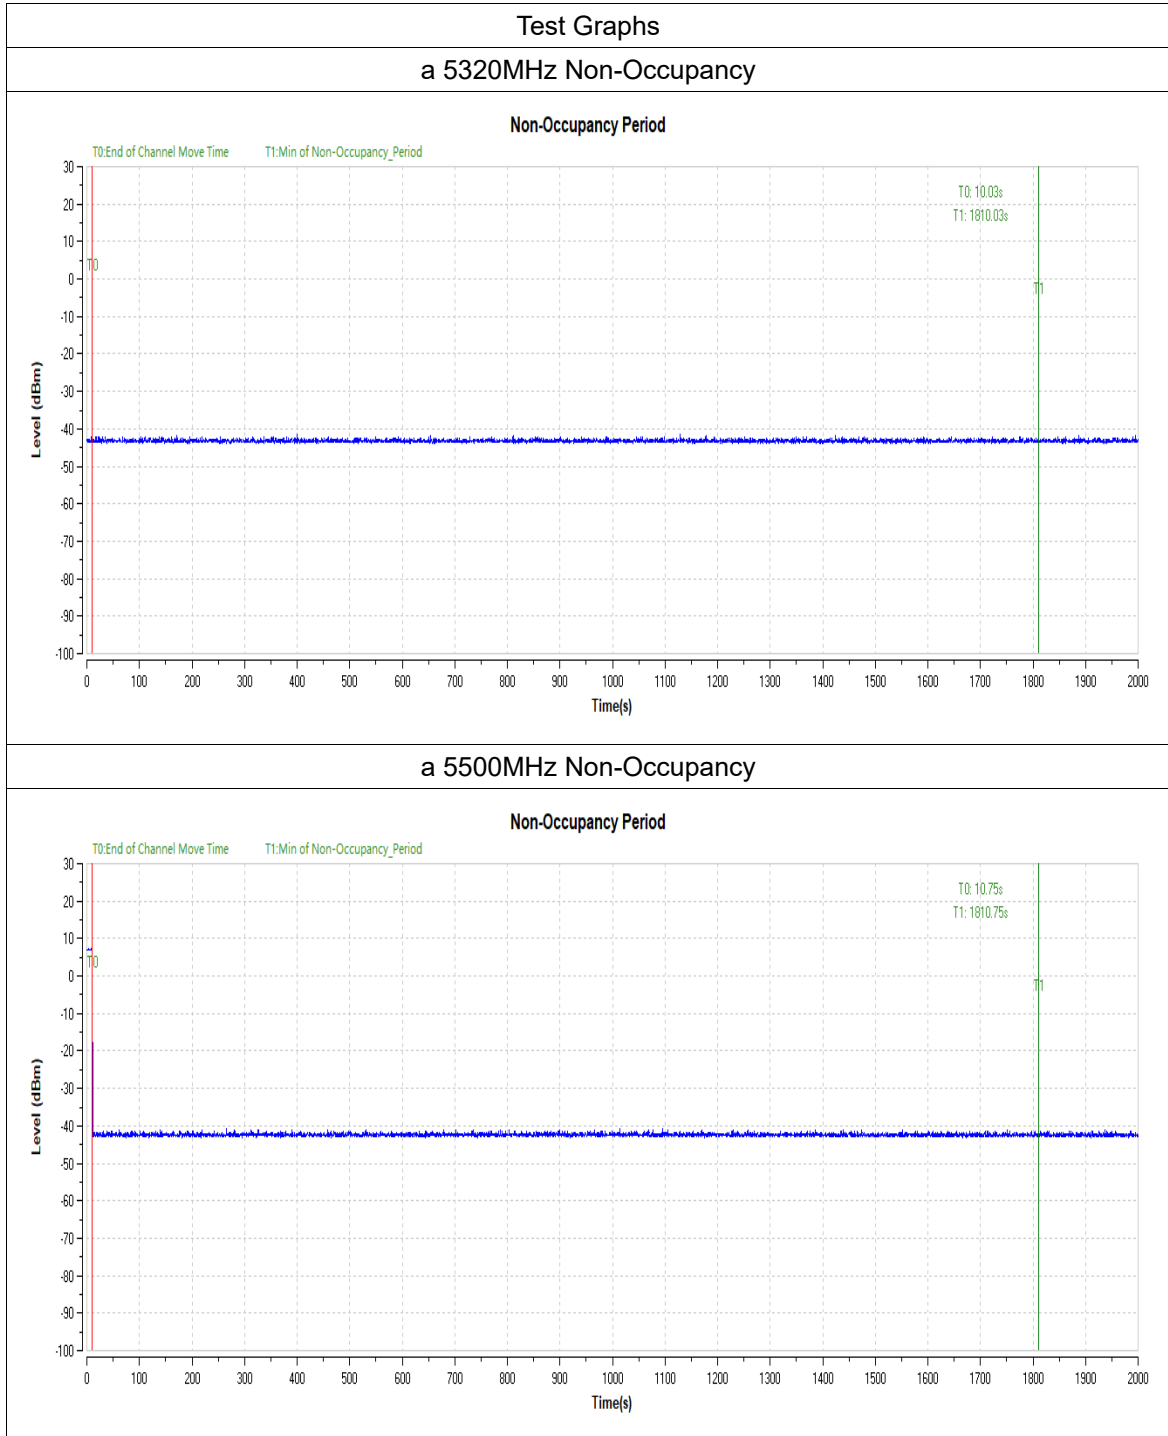 Test Graphs
a 5320MHz Non-Occupancy
Non-Occupancy Period
T0:End of Channel Move Time T1:Min of Non-Occupancy_Period
T0: 10.03s
T1: 1810.03s
T0
T1
30
20
10
0
-10
-20
-30
-40
-50
-60
-70
-80
-90
-100
Level (dBm)
0 100 200 300 400 500 600 700 800 900 1000 1100 1200 1300 1400 1500 1600 1700 1800 1900 2000
Time(s)
a 5500MHz Non-Occupancy
Non-Occupancy Period
T0:End of Channel Move Time T1:Min of Non-Occupancy_Period
T0: 10.75s
T1: 1810.75s
T0
T1
30
20
10
0
-10
-20
-30
-40
-50
-60
-70
-80
-90
-100
Level (dBm)
0 100 200 300 400 500 600 700 800 900 1000 1100 1200 1300 1400 1500 1600 1700 1800 1900 2000
Time(s)